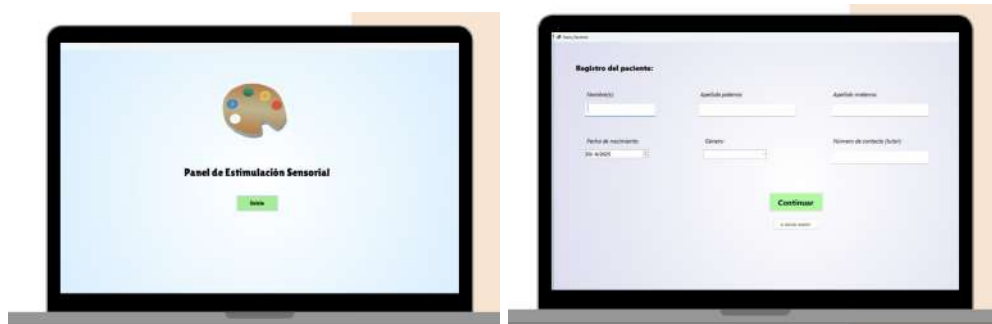 Panel de Estimulación Sensorial
Inicio
Registro del paciente:
Nombre(s)
Apellido paterno
Apellido materno
Fecha de nacimiento:
Género:
Número de contacto (tutor)
Continuar